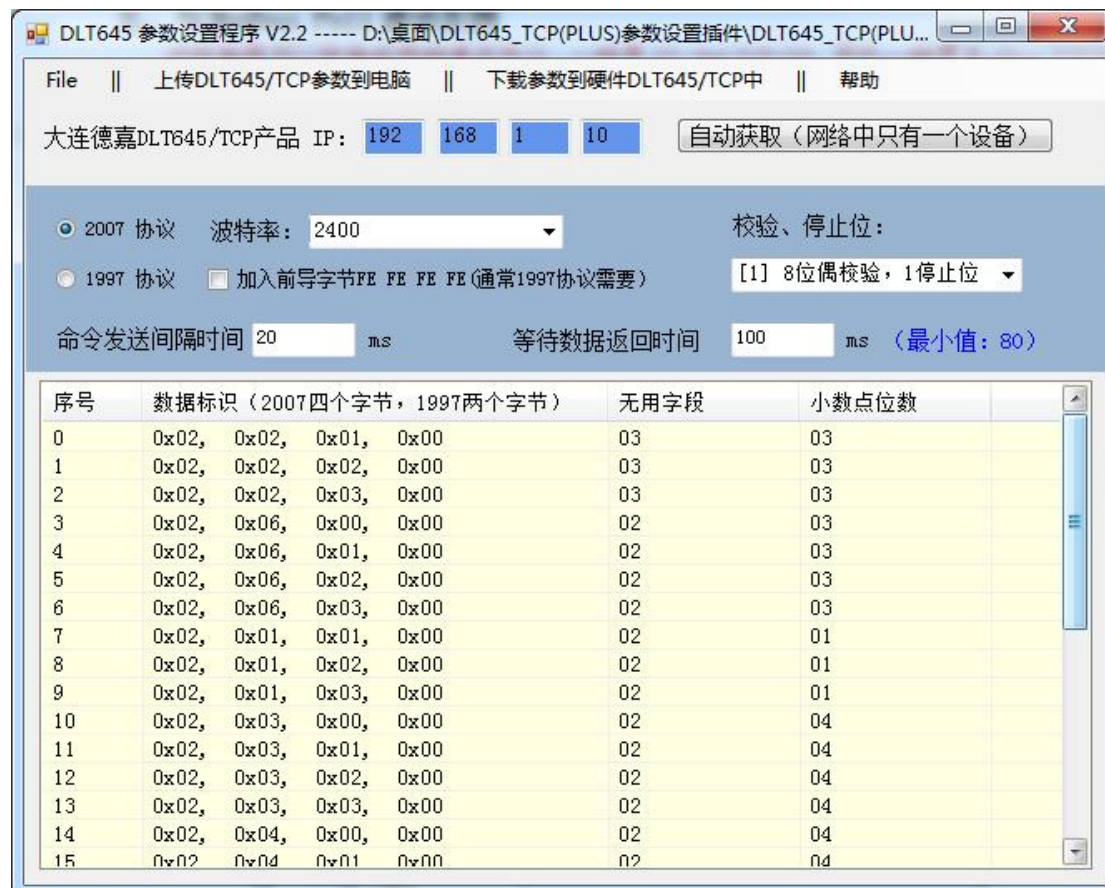 DLT645 参数设置程序 V2.2 ----- D:\桌面\DLT645_TCP(PLUS)参数设置插件\DLT645_TCP(PLU...
File || 上传DLT645/TCP参数到电脑 || 下载参数到硬件DLT645/TCP中 || 帮助
大连德嘉DLT645/TCP产品 IP: 192 168 1 10 自动获取（网络中只有一个设备）
2007 协议 波特率: 2400 校验、停止位:
1997 协议 加入前导字节FE FE FE FE(通常1997协议需要) [1] 8位偶校验，1停止位
命令发送间隔时间 20 ms 等待数据返回时间 100 ms （最小值: 80）
序号 数据标识（2007四个字节，1997两个字节） 无用字段 小数点位数
0 0x02, 0x02, 0x01, 0x00 03 03
1 0x02, 0x02, 0x02, 0x00 03 03
2 0x02, 0x02, 0x03, 0x00 03 03
3 0x02, 0x06, 0x00, 0x00 02 03
4 0x02, 0x06, 0x01, 0x00 02 03
5 0x02, 0x06, 0x02, 0x00 02 03
6 0x02, 0x06, 0x03, 0x00 02 03
7 0x02, 0x01, 0x01, 0x00 02 01
8 0x02, 0x01, 0x02, 0x00 02 01
9 0x02, 0x01, 0x03, 0x00 02 01
10 0x02, 0x03, 0x00, 0x00 02 04
11 0x02, 0x03, 0x01, 0x00 02 04
12 0x02, 0x03, 0x02, 0x00 02 04
13 0x02, 0x03, 0x03, 0x00 02 04
14 0x02, 0x04, 0x00, 0x00 02 04
15 0x02 0x04 0x01 0x00 02 04